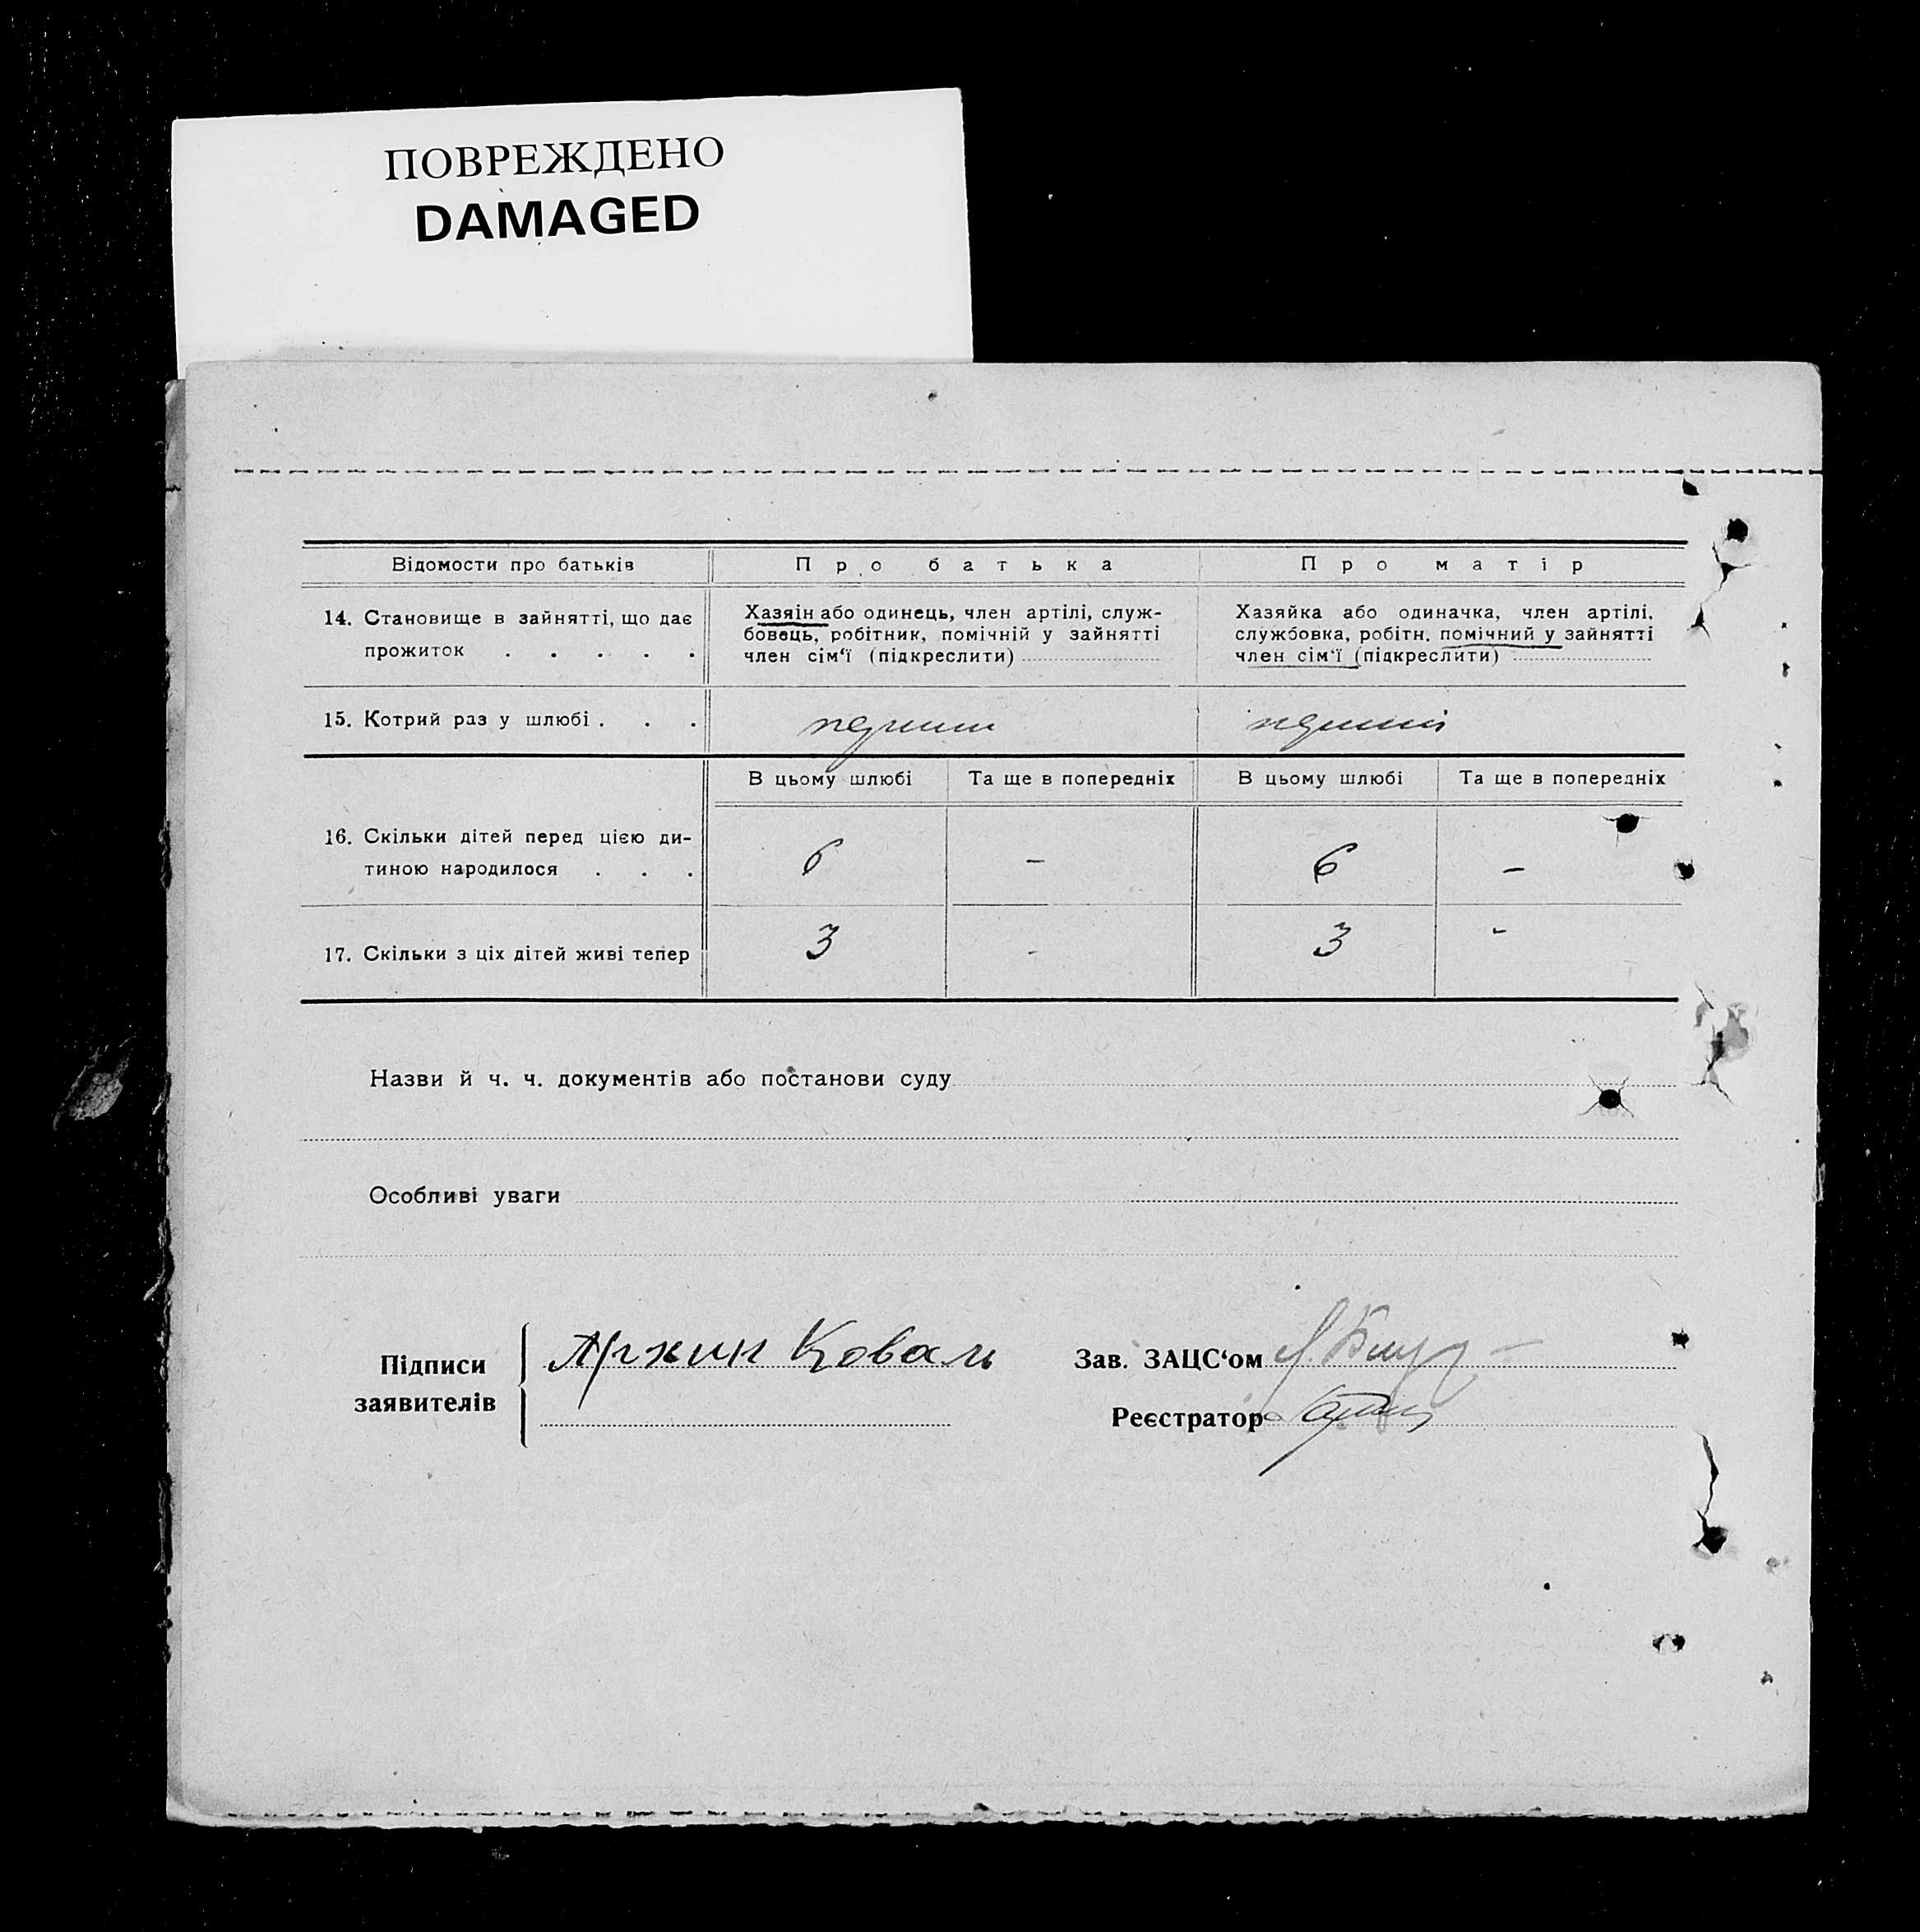 ПОВРЕЖДЕНО
DAMAGED
Відомости про батьків
Про батька
Про матір
14. Становище в зайнятті, що дає
прожиток . . . . .
Хазяін або одинець, член артілі, служ-
бовець, робітник, помічній у зайнятті
член сім‘ї (підкреслити)
Хазяйка або одиначка, член артілі,
службовка, робітн. помічний у зайнятті
член сім‘ї (підкреслити)
15. Котрий раз у шлюбі . . .
перший
перший
В цьому шлюбі
Та ще в попередніх
В цьому шлюбі
Та ще в попередніх
16. Скільки дітей перед цією ди-
тиною народилося . . .
6
–
6
–
17. Скільки з ціх дітей живі тепер
3
-
3
-
Назви й ч. ч. документів або постанови суду
Особливі уваги
Підписи
заявителів
Коваль
Зав. ЗАЦС‘ом
Реєстратор